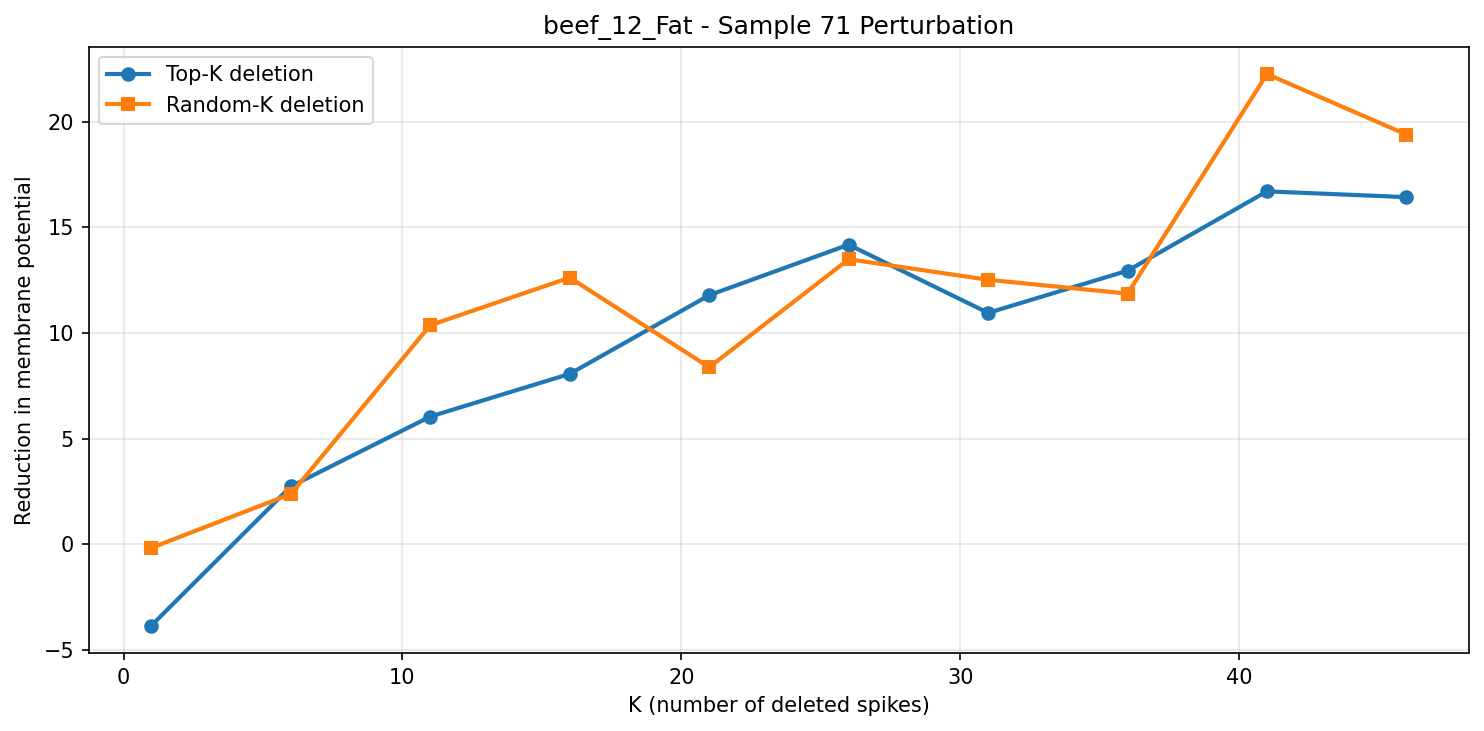 beef_12_Fat - Sample 71 Perturbation
Top-K deletion
Random-K deletion
Reduction in membrane potential
20
15
10
5
0
−5
0 10 20 30 40
K (number of deleted spikes)